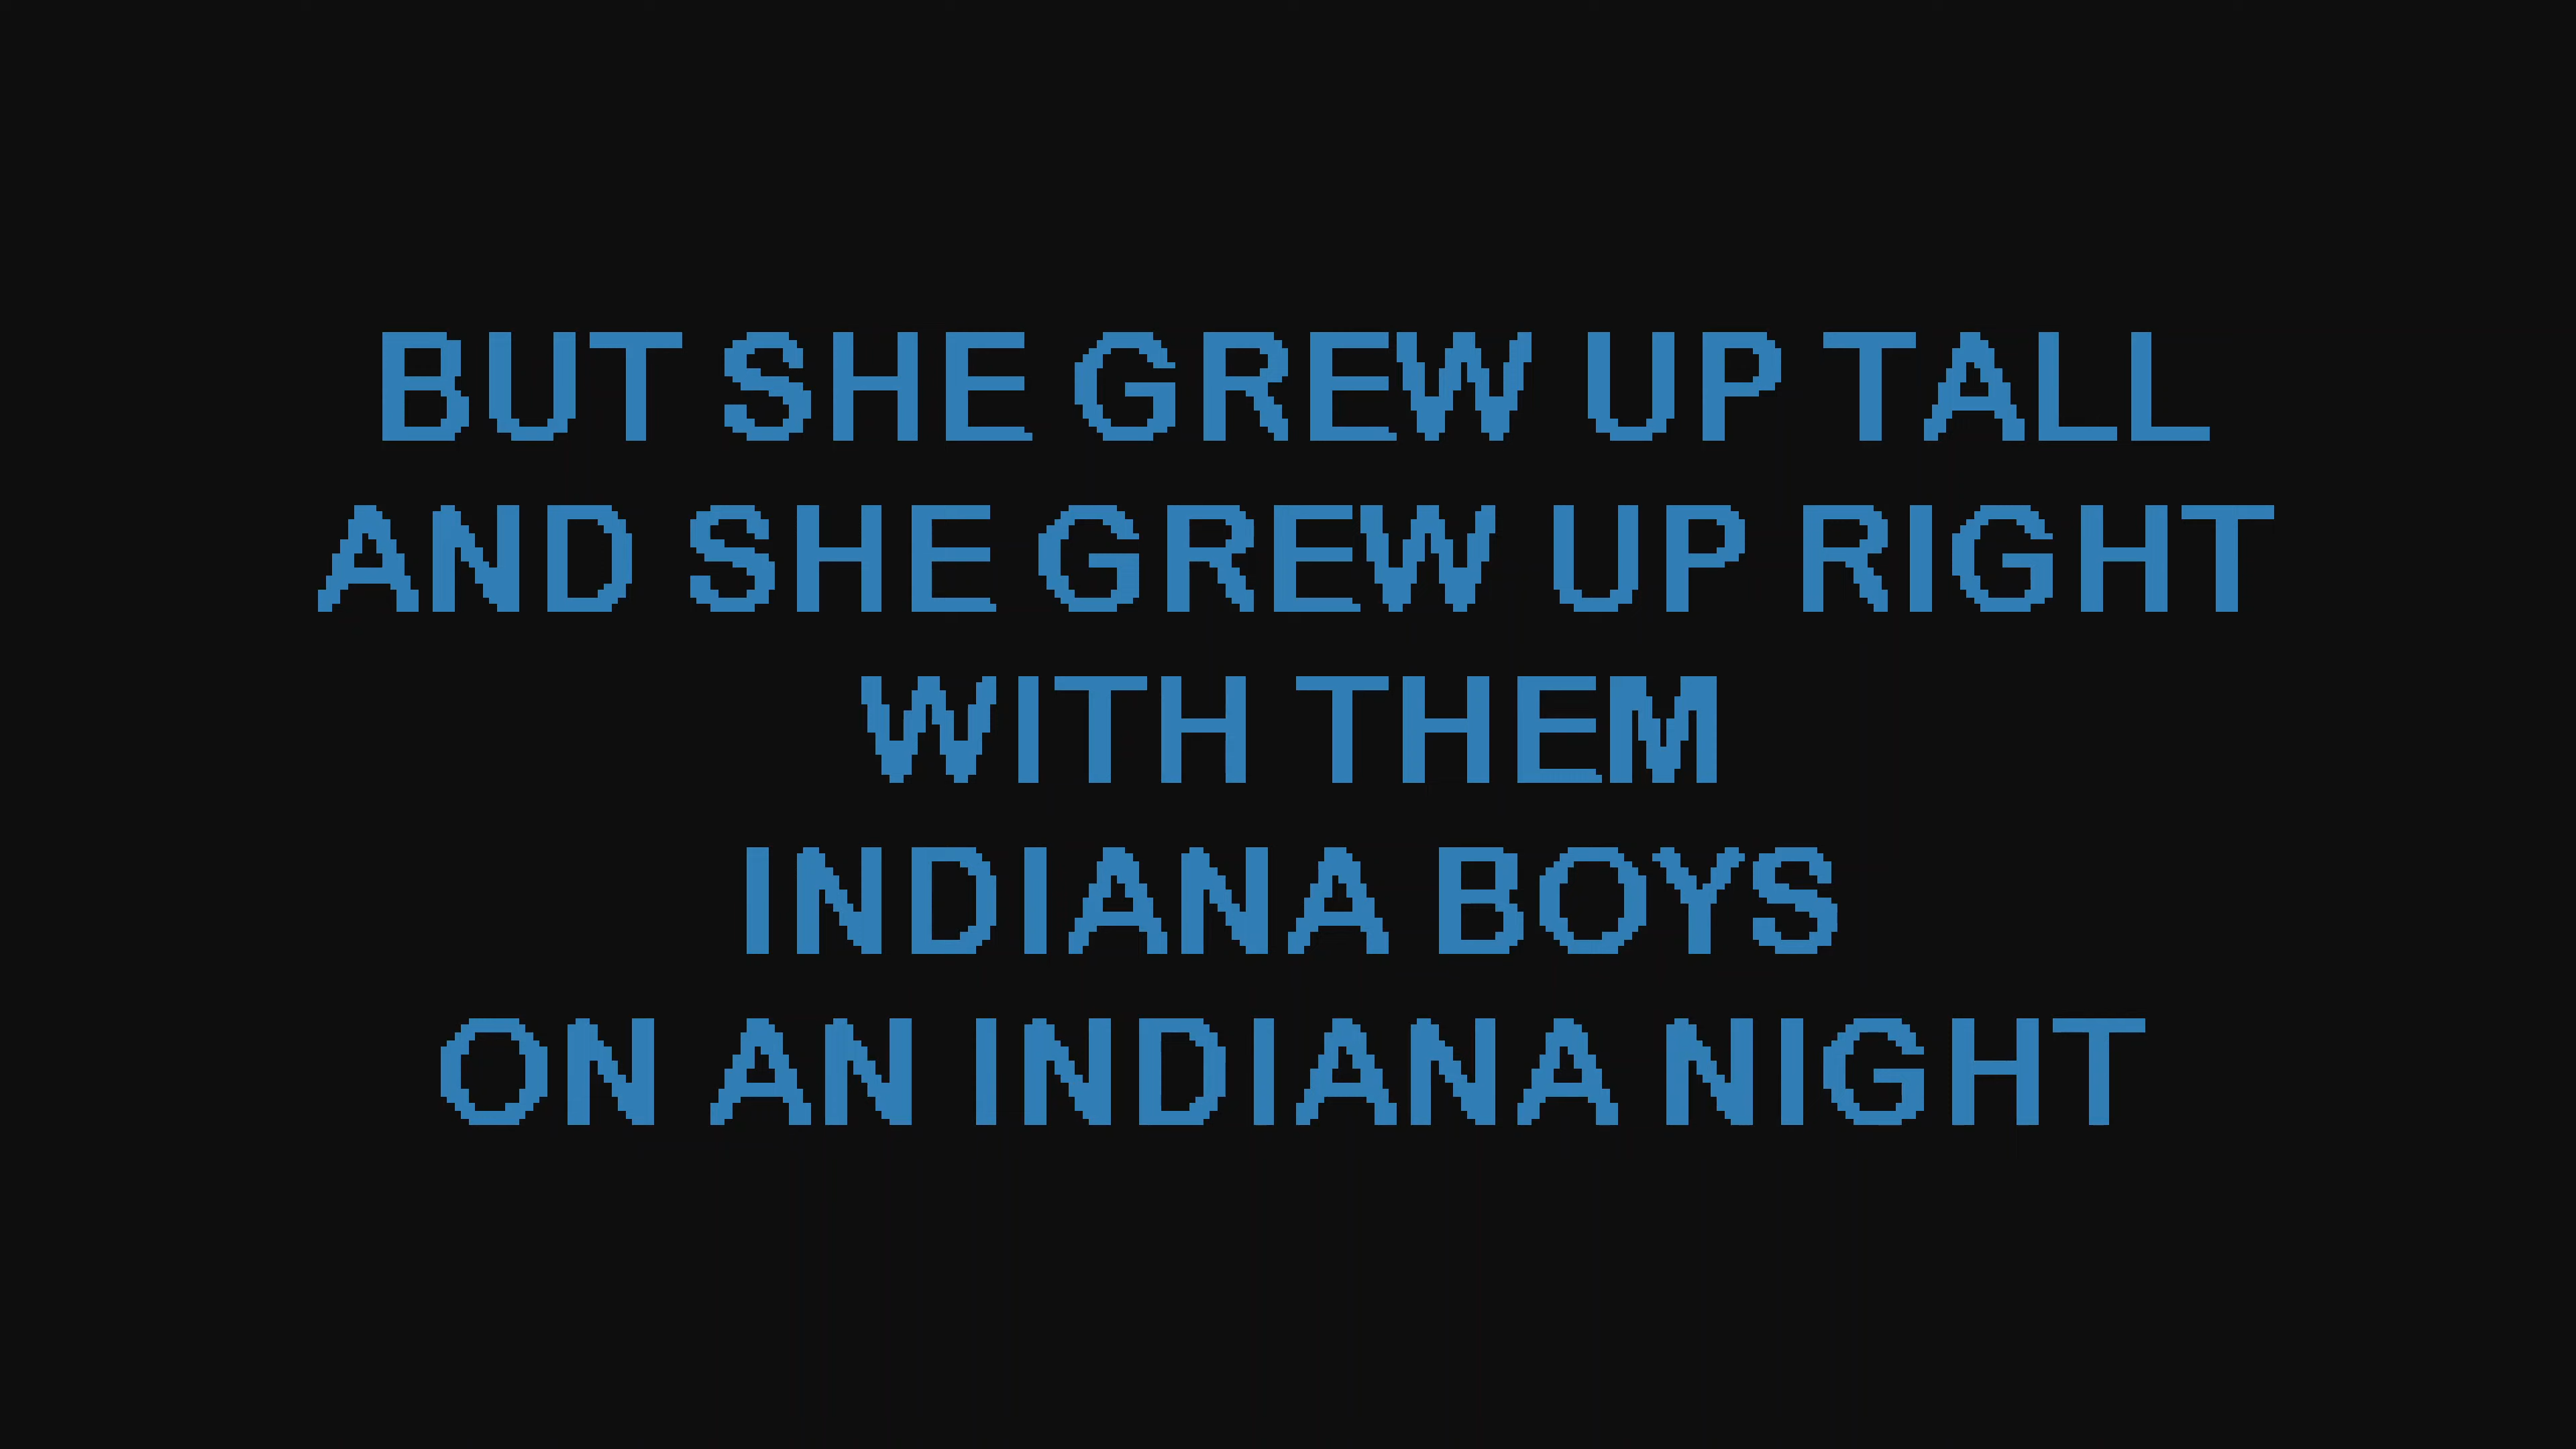 BUT SHE GREW UP TALL
AND SHE GREW UP RIGHT
WITH THEM
INDIANA BOYS
ON AN INDIANA NIGHT